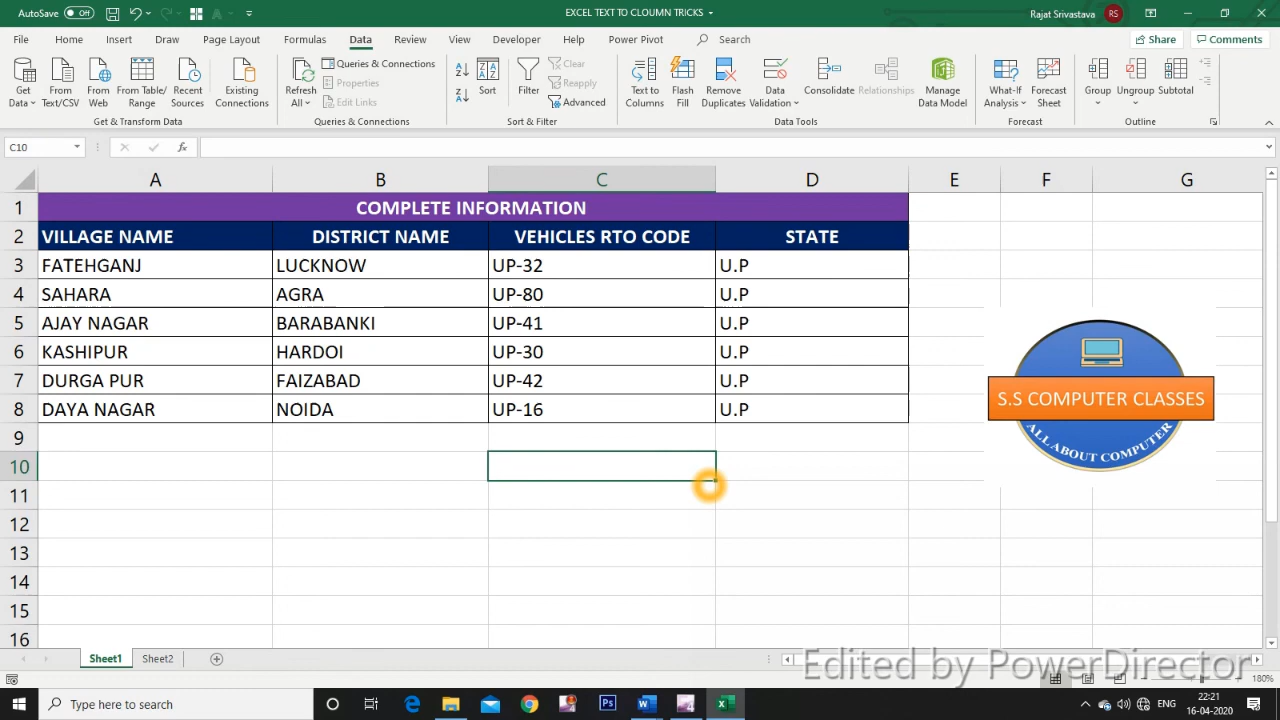 AutoSave Off EXCEL TEXT TO CLOUMN TRICKS Rajat Srivastava RS
File Home Insert Draw Page Layout Formulas Data Review View Developer Help Power Pivot Search Share Comments
Get Data From Text/CSV From Web From Table/Range Recent Sources Existing Connections Refresh All Queries & Connections Properties Edit Links Sort Filter Clear Reapply Advanced Text to Columns Flash Fill Remove Duplicates Data Validation Consolidate Relationships Manage Data Model What-If Analysis Forecast Sheet Group Ungroup Subtotal
Get & Transform Data Queries & Connections Sort & Filter Data Tools Forecast Outline
C10 fx
A B C D E F G
1 COMPLETE INFORMATION
2 VILLAGE NAME DISTRICT NAME VEHICLES RTO CODE STATE
3 FATEHGANJ LUCKNOW UP-32 U.P
4 SAHARA AGRA UP-80 U.P
5 AJAY NAGAR BARABANKI UP-41 U.P
6 KASHIPUR HARDOI UP-30 U.P
7 DURGA PUR FAIZABAD UP-42 U.P
8 DAYA NAGAR NOIDA UP-16 U.P
S.S COMPUTER CLASSES
ALL ABOUT COMPUTER
9
10
11
12
13
14
15
16
Sheet1 Sheet2
Edited by PowerDirector
180%
Type here to search
ENG
22:21
16-04-2020